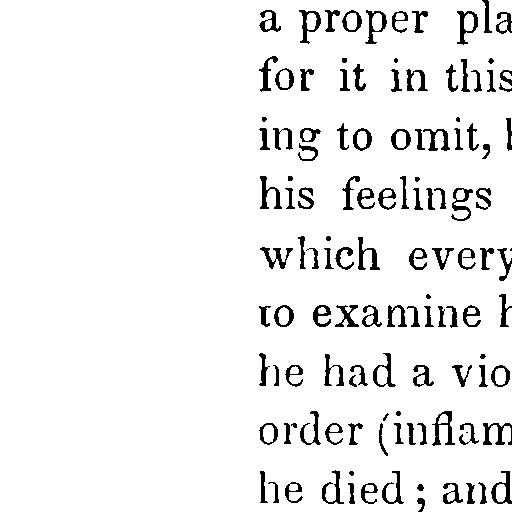 a proper pla
for it in this
ing to omit,
his feelings
which every
to examine h
he had a vio
order (inflam
he died ; and